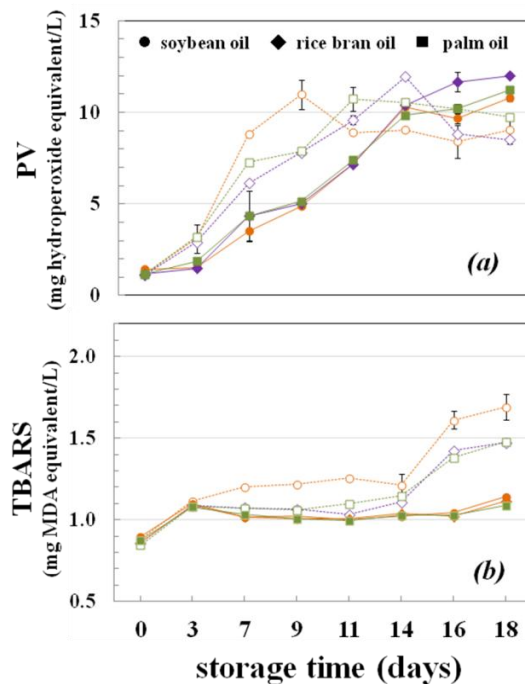 15
10
5
0
PV
(mg hydroperoxide equivalent/L)
soybean oil rice bran oil palm oil
(a)
2.0
1.5
1.0
0.5
TBARS
(mg MDA equivalent/L)
(b)
0 3 7 9 11 14 16 18
storage time (days)